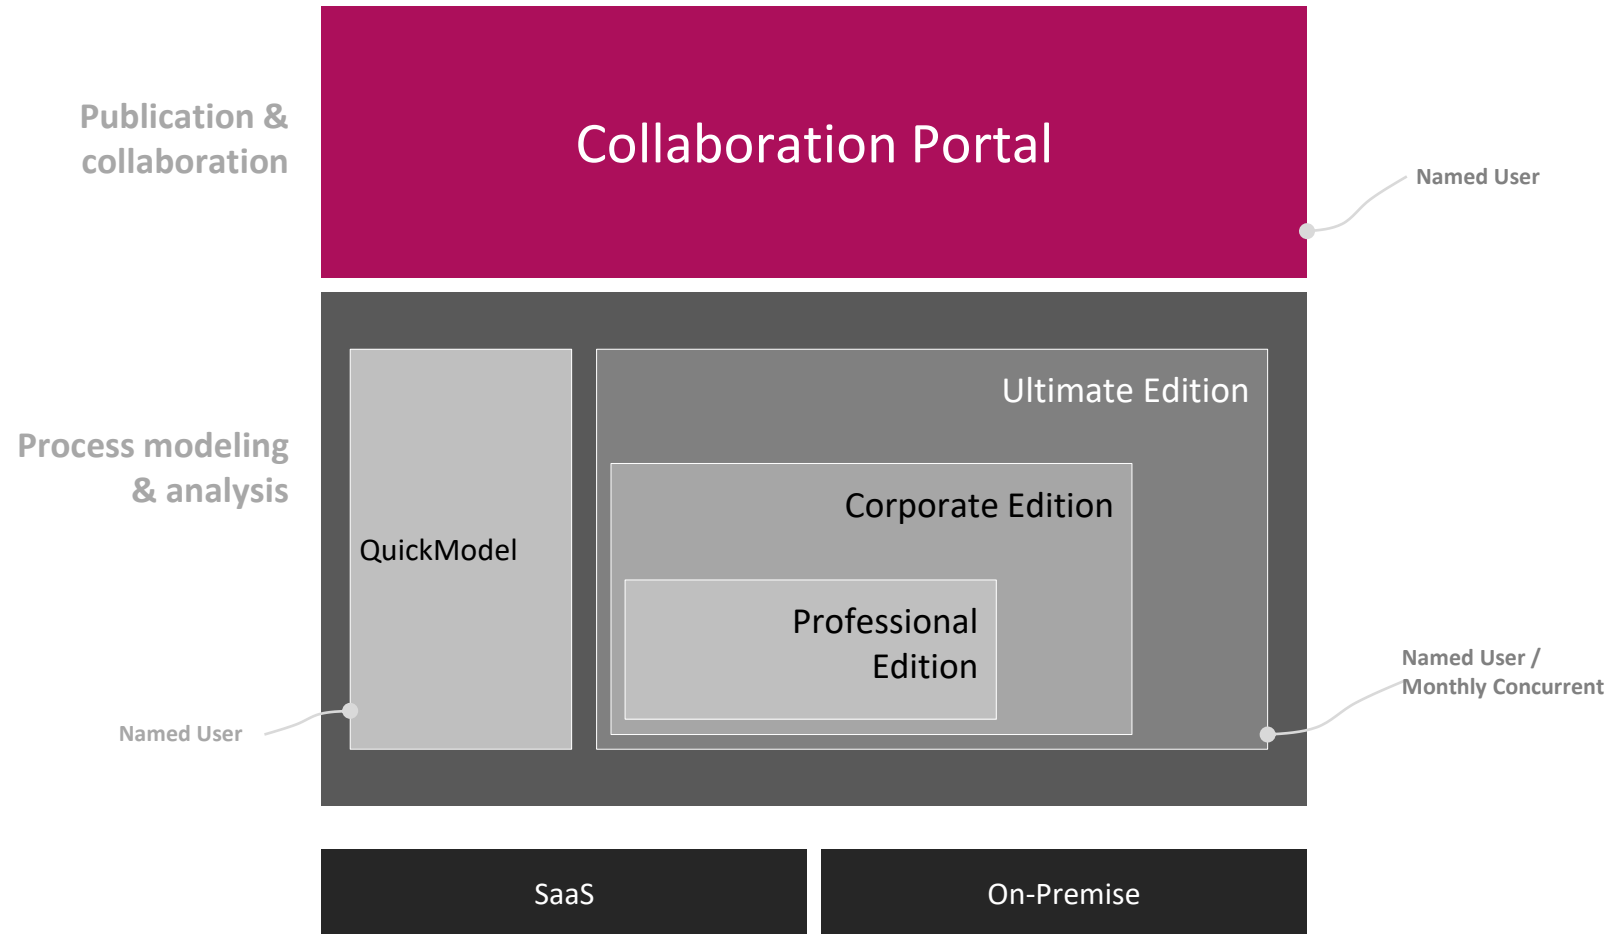 Publication &
collaboration
Collaboration Portal
Named User
Process modeling
& analysis
QuickModel
Ultimate Edition
Corporate Edition
Professional
Edition
Named User /
Monthly Concurrent
Named User
SaaS
On-Premise